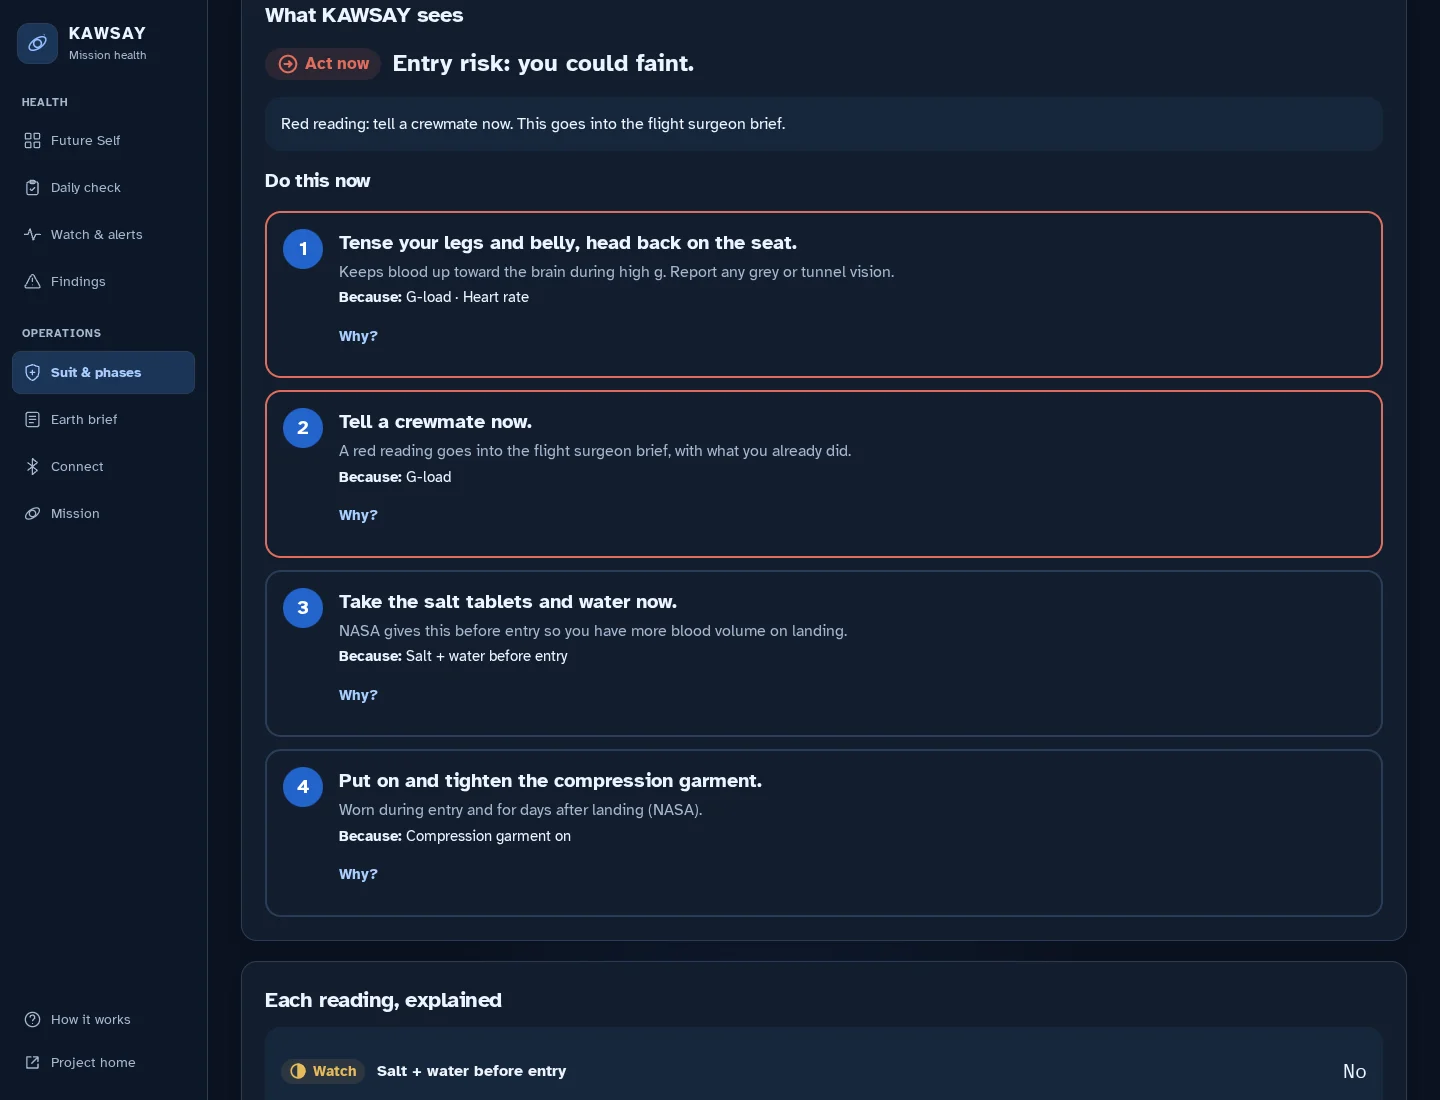 KAWSAY
Mission health
HEALTH
Future Self
Daily check
Watch & alerts
Findings
OPERATIONS
Suit & phases
Earth brief
Connect
Mission
How it works
Project home
What KAWSAY sees
Act now
Entry risk: you could faint.
Red reading: tell a crewmate now. This goes into the flight surgeon brief.
Do this now
1
Tense your legs and belly, head back on the seat.
Keeps blood up toward the brain during high g. Report any grey or tunnel vision.
Because: G-load · Heart rate
Why?
2
Tell a crewmate now.
A red reading goes into the flight surgeon brief, with what you already did.
Because: G-load
Why?
3
Take the salt tablets and water now.
NASA gives this before entry so you have more blood volume on landing.
Because: Salt + water before entry
Why?
4
Put on and tighten the compression garment.
Worn during entry and for days after landing (NASA).
Because: Compression garment on
Why?
Each reading, explained
Watch
Salt + water before entry
No